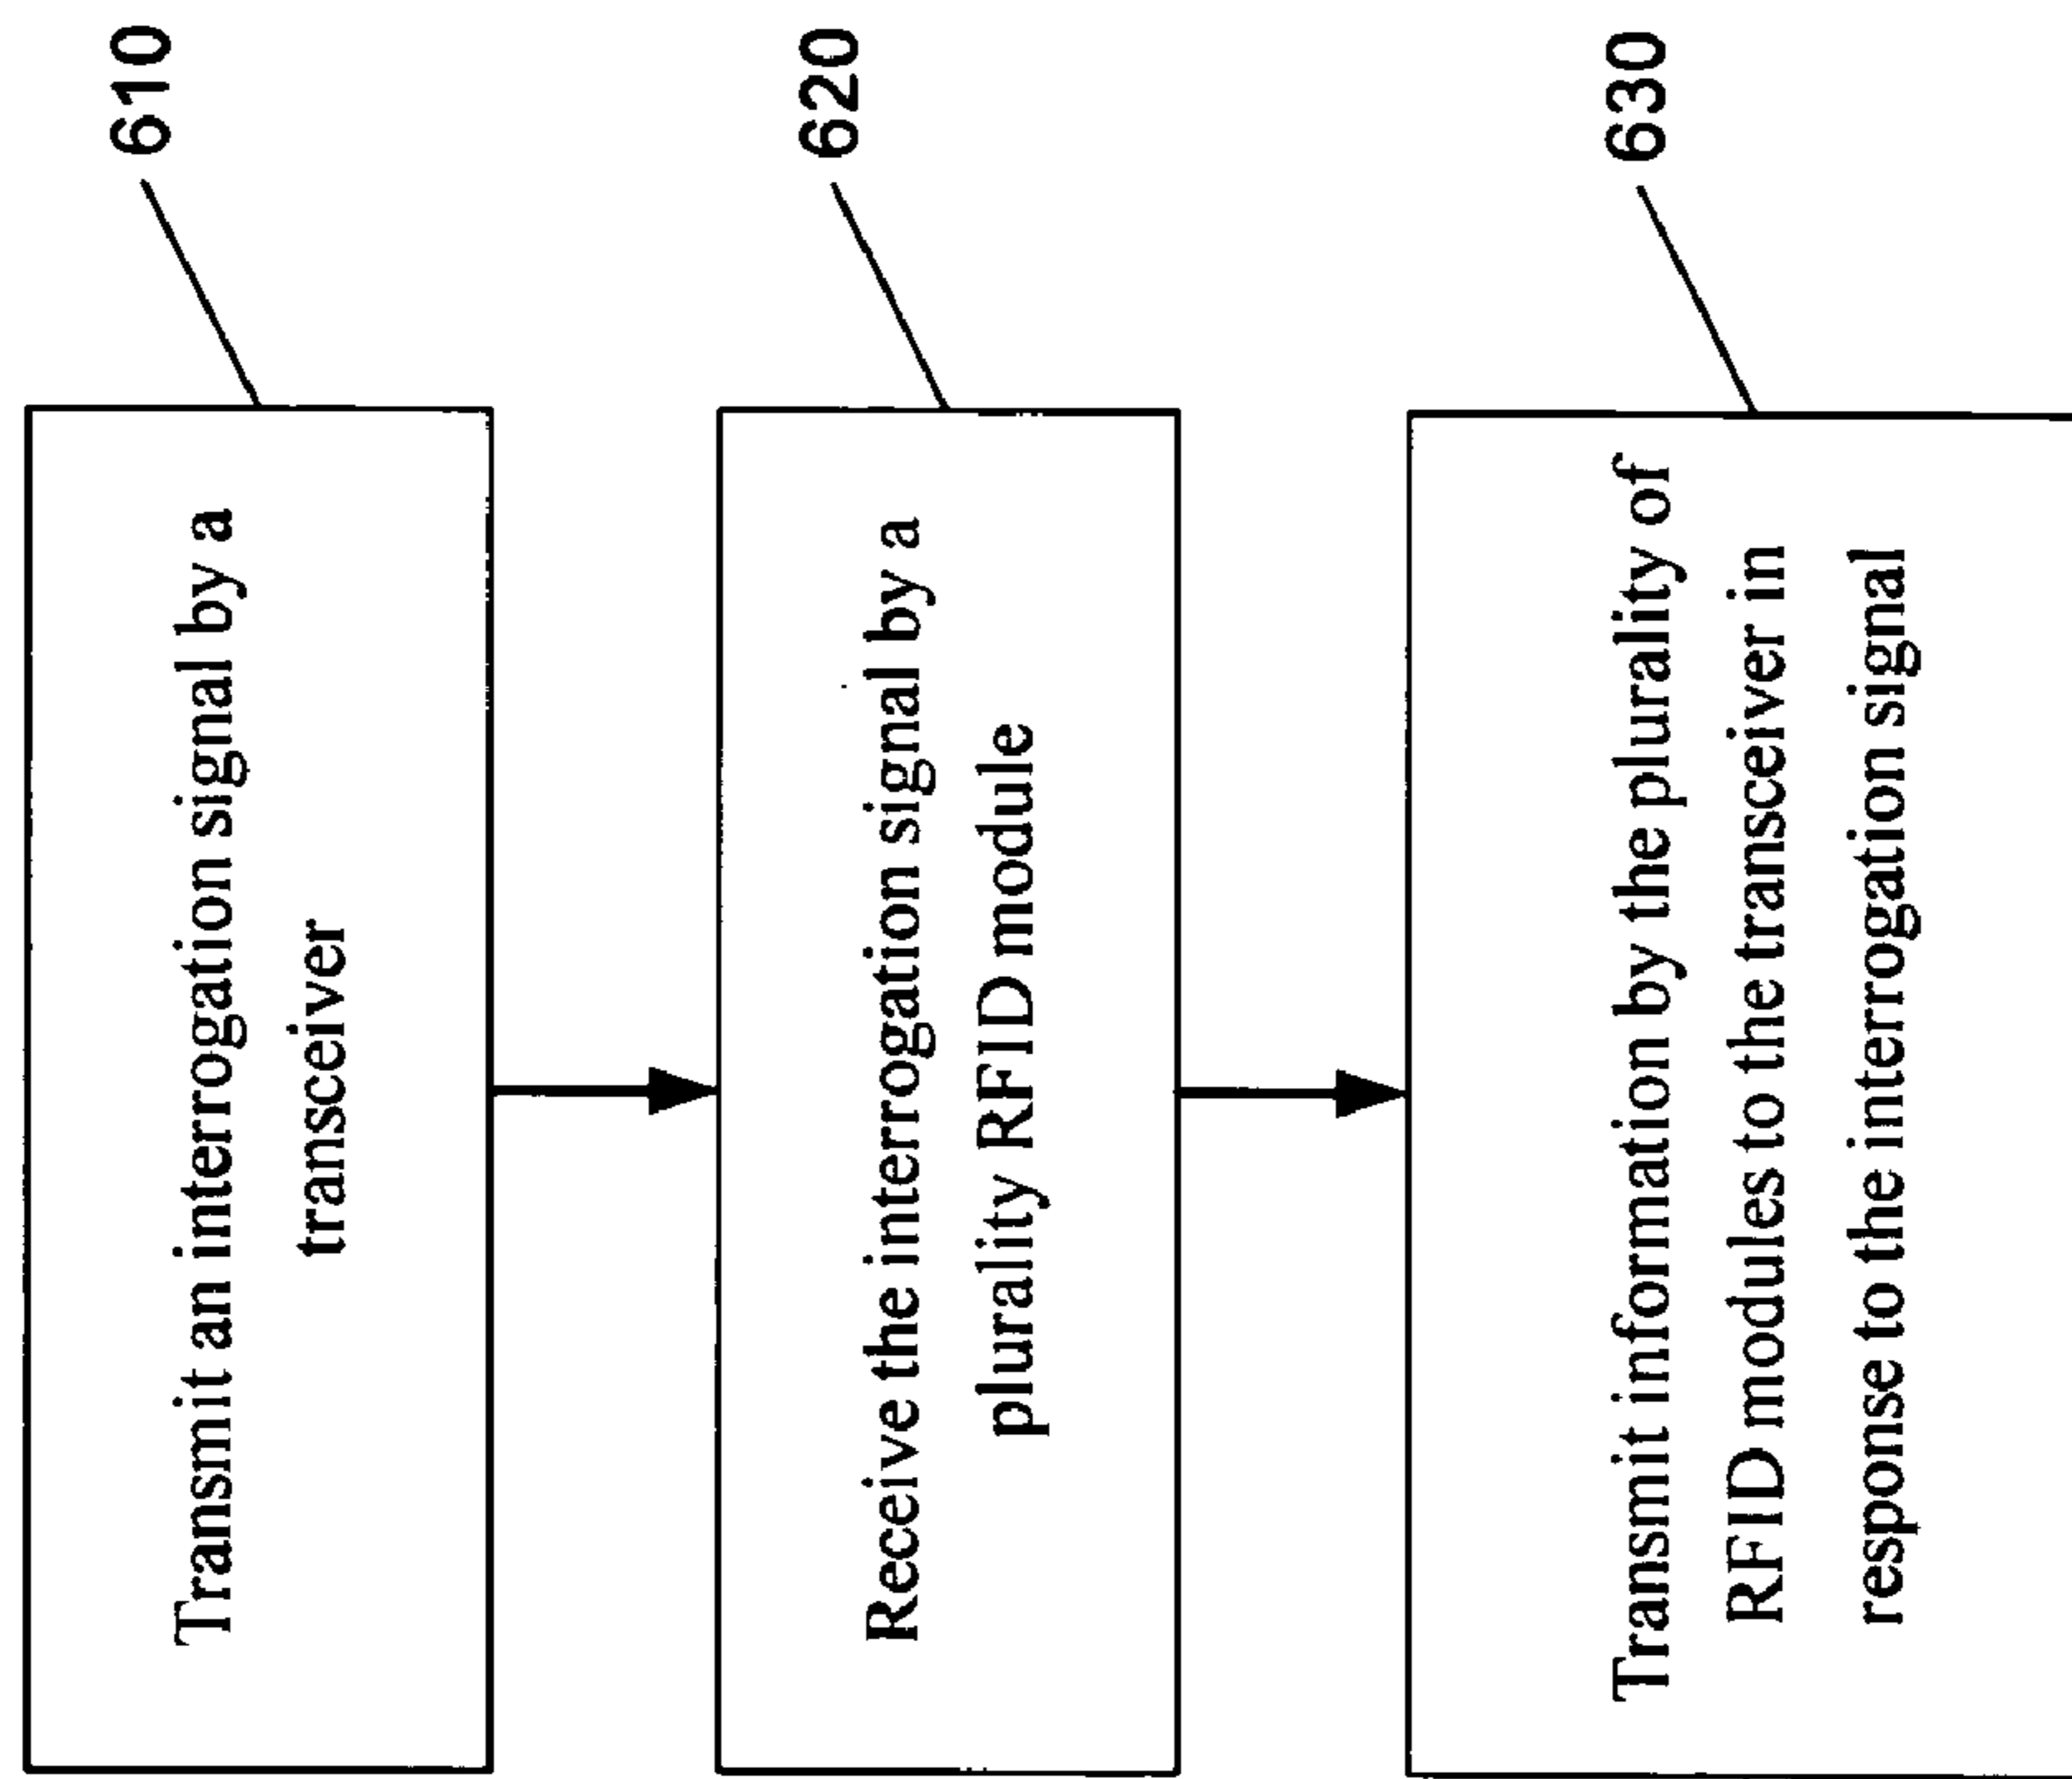 Transmit an interrogation signal by a
transceiver
610
Receive the interrogation signal by a
plurality RFID module
620
Transmit information by the plurality of
RFID modules to the transceiver in
response to the interrogation signal
630